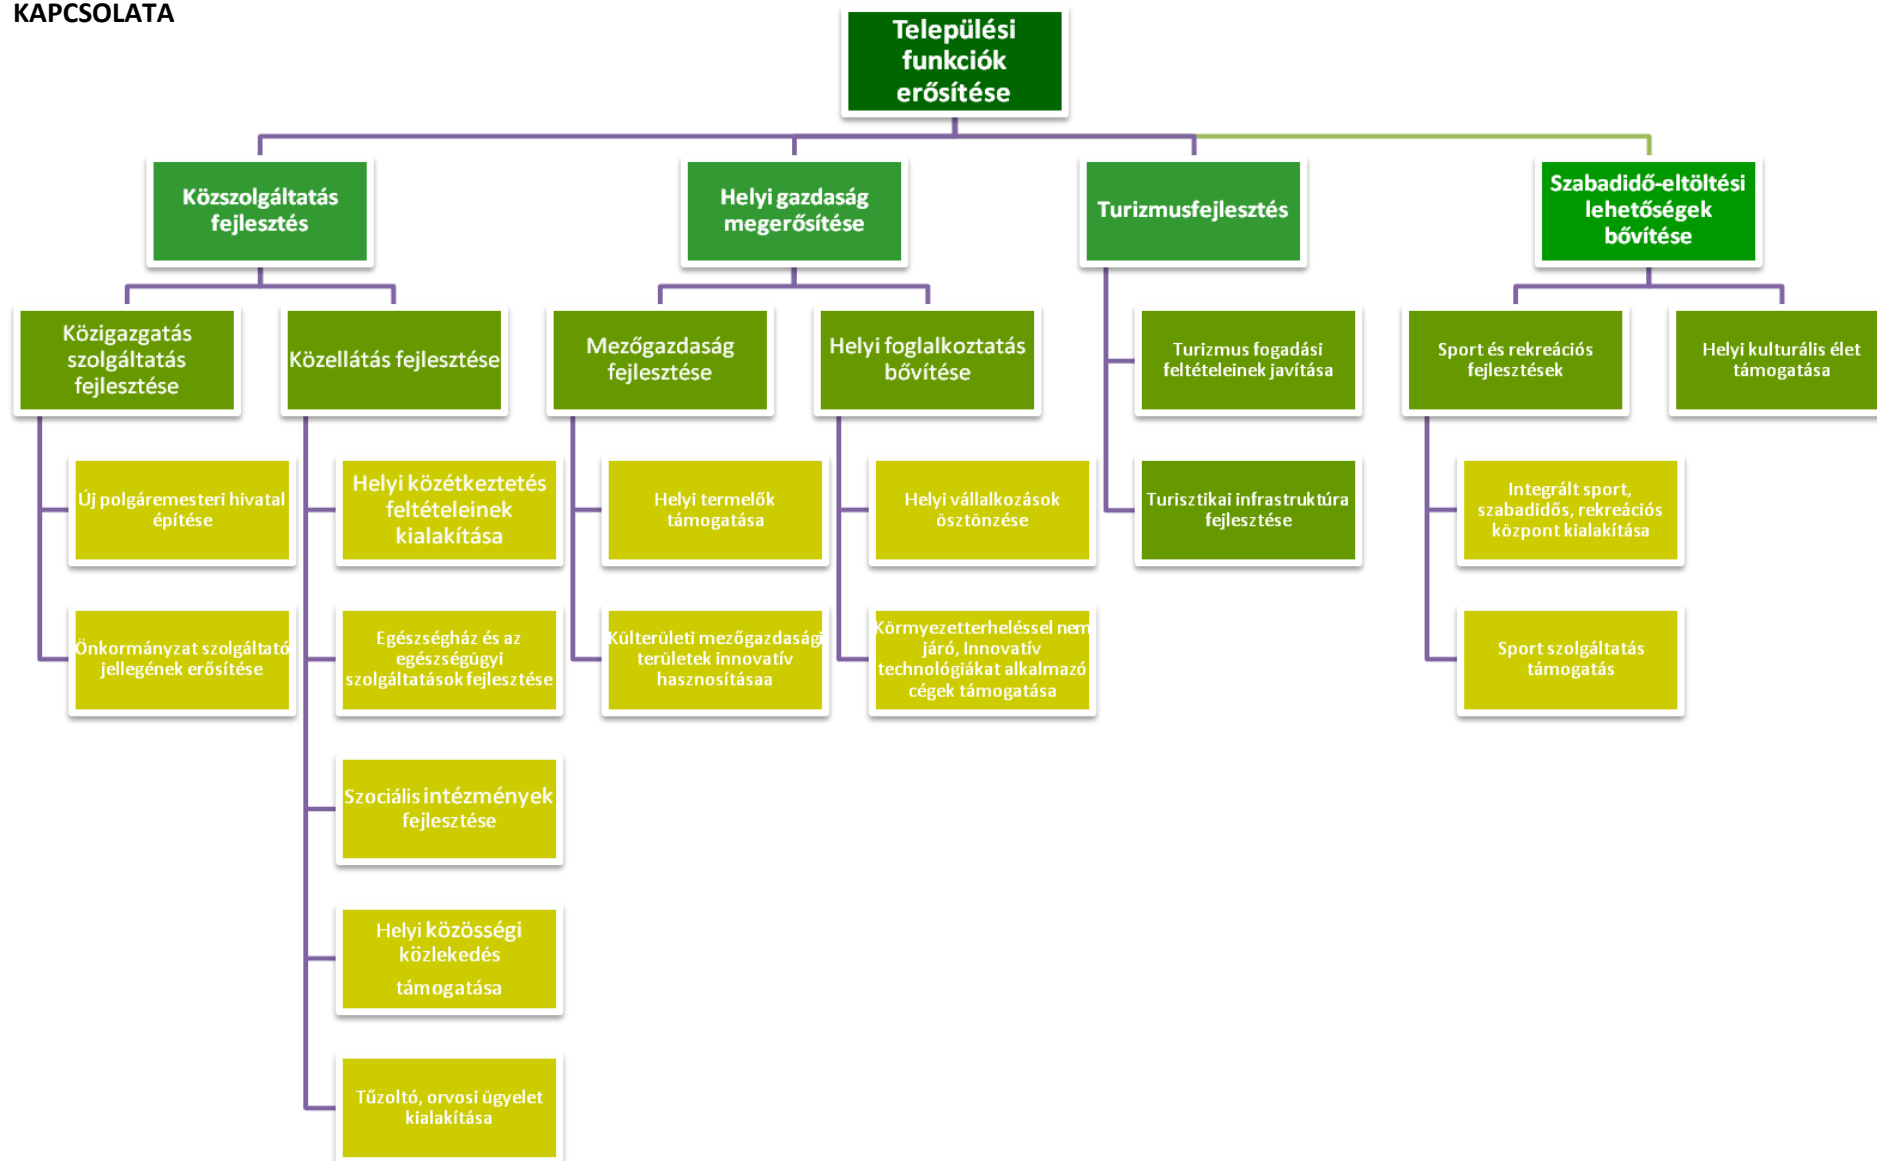 KAPCSOLATA
Települési
funkciók
erősítése
Közszolgáltatás
fejlesztés
Helyi gazdaság
megerősítése
Turizmusfejlesztés
Szabadidő-eltöltési
lehetőségek
bővítése
Közigazgatás
szolgáltatás
fejlesztése
Közellátás fejlesztése
Mezőgazdaság
fejlesztése
Helyi foglalkoztatás
bővítése
Turizmus fogadási
feltételeinek javítása
Sport és rekreációs
fejlesztések
Helyi kulturális élet
támogatása
Új polgáremesteri hivatal
építése
Helyi közétkeztetés
feltételeinek
kialakítása
Helyi termelők
támogatása
Helyi vállalkozások
ösztönzése
Turisztikai infrastruktúra
fejlesztése
Integrált sport,
szabadidős, rekreációs
központ kialakítása
Önkormányzat szolgáltató
jellegének erősítése
Egészségház és az
egészségügyi
szolgáltatások fejlesztése
Külterületi mezőgazdasági
területek innovatív
hasznosításaa
Környezetterheléssel nem
járó, Innovatív
technológiákat alkalmazó
cégek támogatása
Sport szolgáltatás
támogatás
Szociális intézmények
fejlesztése
Helyi közösségi
közlekedés
támogatása
Tűzoltó, orvosi ügyelet
kialakítása